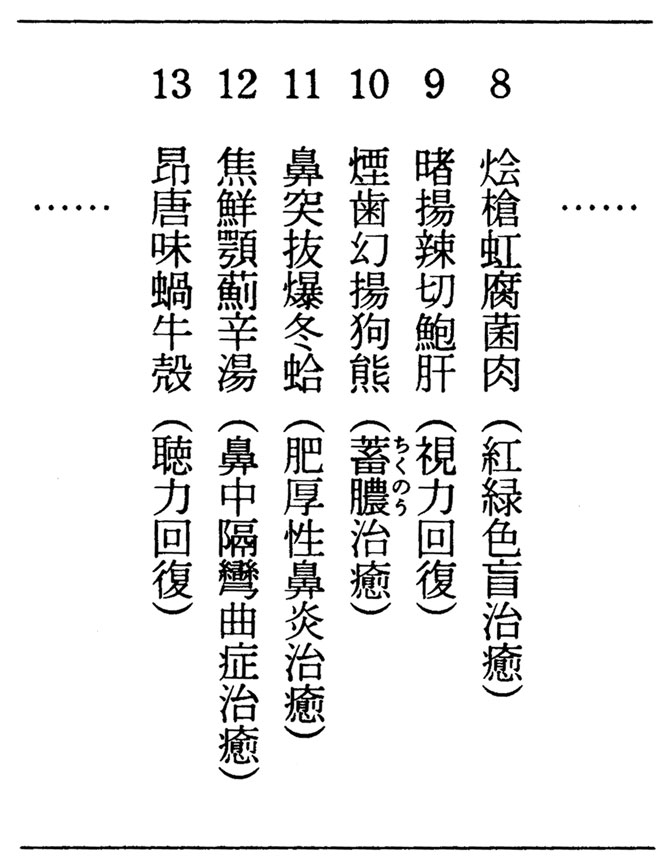 ……
8 烩槍虹腐菌肉(紅緑色盲治癒)
9 暏揚辣切鮑肝(視力回復)
10 煙歯幻揚狗熊(蓄膿治癒)
ちくのう
11 鼻突抜爆冬蛤(肥厚性鼻炎治癒)
12 焦鮮顎薊辛湯(鼻中隔彎曲症治癒)
13 昂唐味蝸牛殻(聴力回復)
……